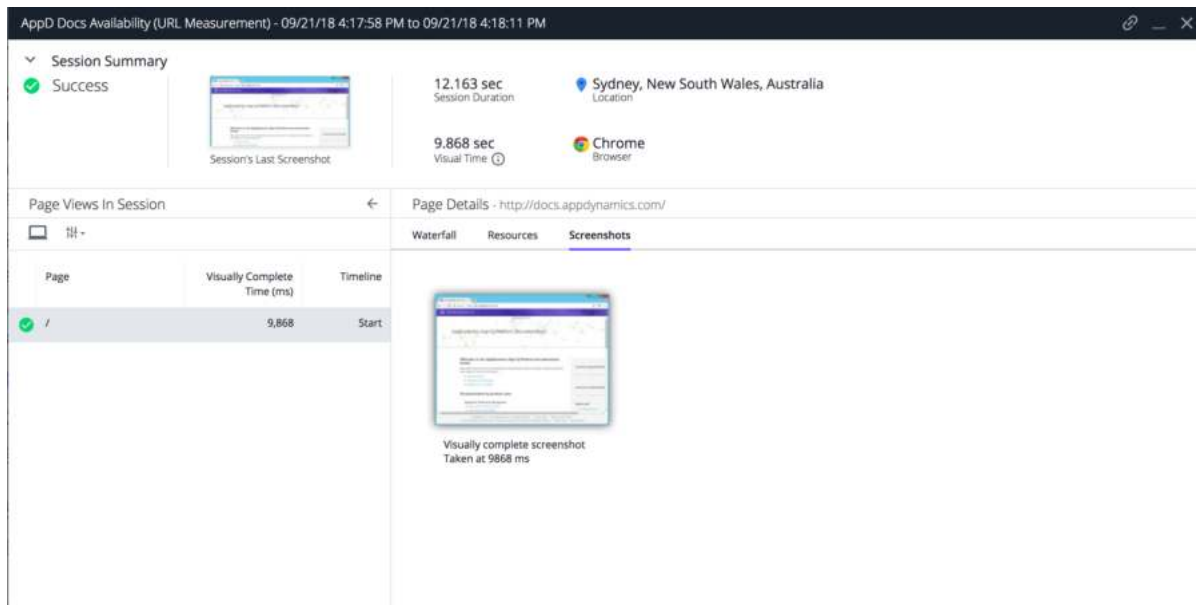 AppD Docs Availability (URL Measurement) - 09/21/18 4:17:58 PM to 09/21/18 4:18:11 PM
Session Summary
Success
Session's Last Screenshot
12.163 sec
Session Duration
9.868 sec
Visual Time
Sydney, New South Wales, Australia
Location
Chrome
Browser
Page Views In Session
Page
Visually Complete
Time (ms)
Timeline
/
9,868
Start
Page Details - http://docs.appdynamics.com/
Waterfall Resources Screenshots
Visually complete screenshot
Taken at 9868 ms